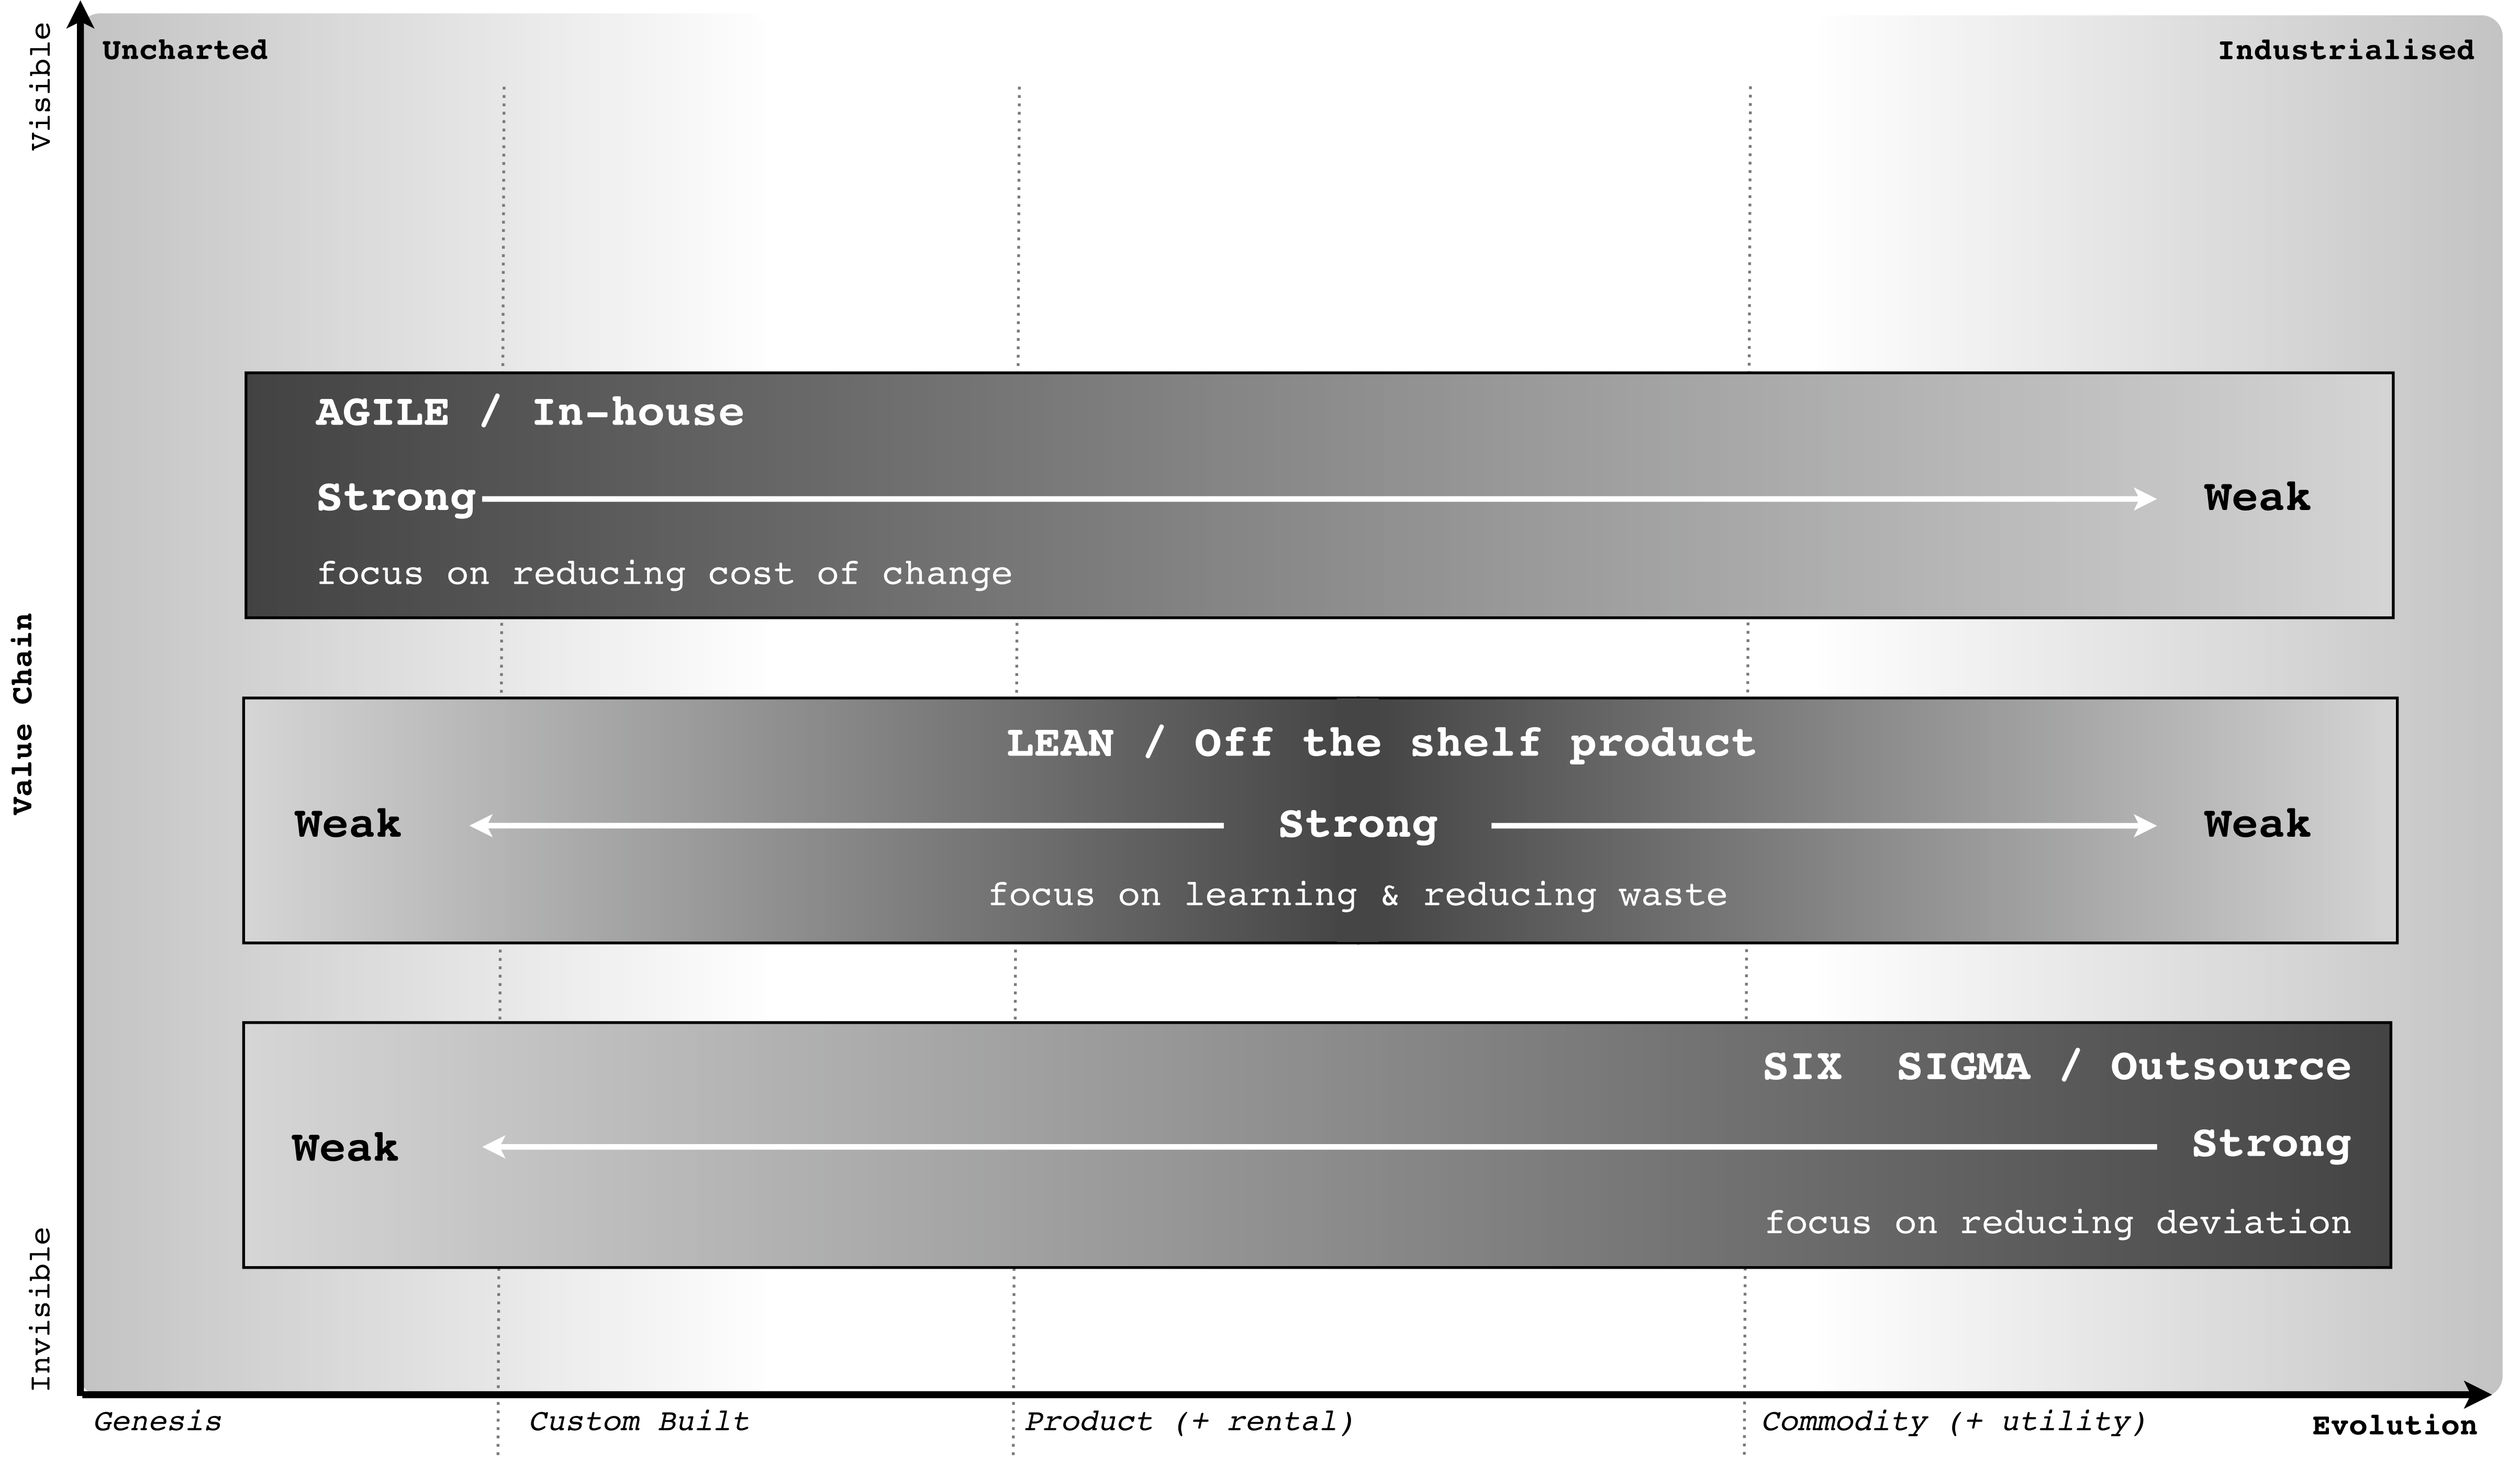 Visible
Uncharted
Industrialised
AGILE / In-house
Strong
Weak
focus on reducing cost of change
Value Chain
LEAN / Off the shelf product
Weak
Strong
Weak
focus on learning & reducing waste
SIX SIGMA / Outsource
Weak
Strong
focus on reducing deviation
Invisible
Genesis
Custom Built
Product (+ rental)
Commodity (+ utility)
Evolution